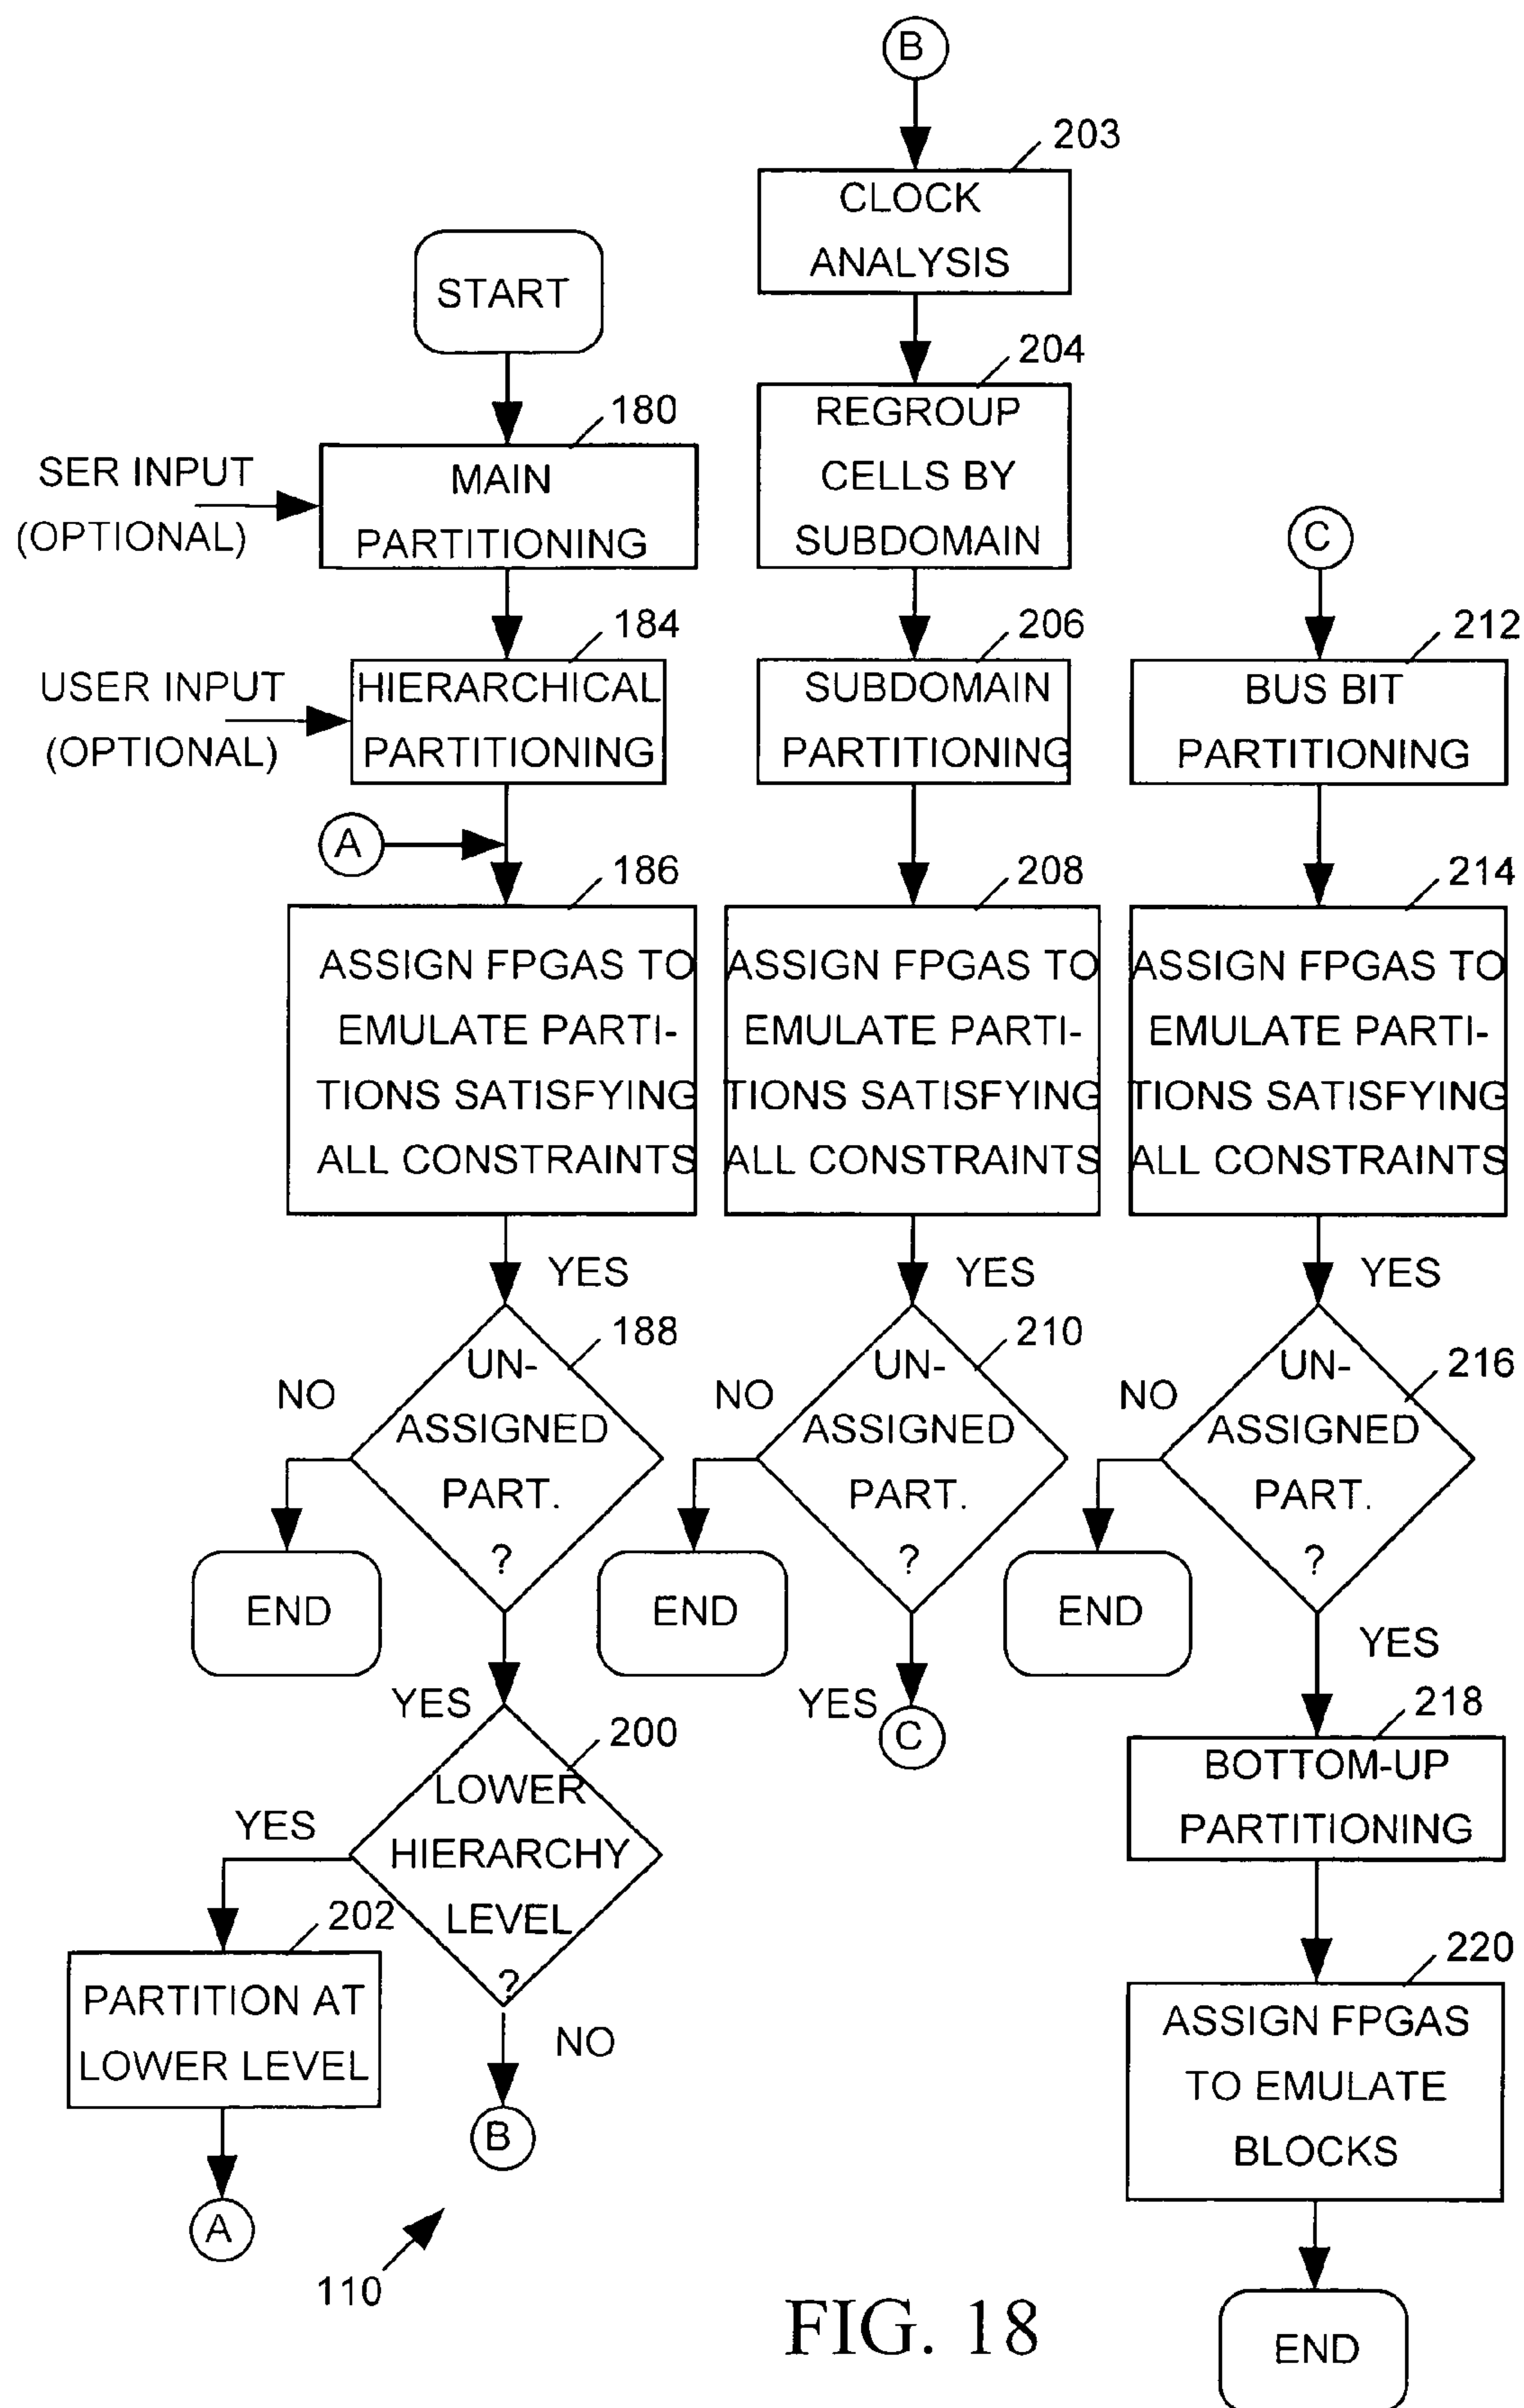 START
180
SER INPUT
(OPTIONAL)
MAIN
PARTITIONING
184
USER INPUT
(OPTIONAL)
HIERARCHICAL
PARTITIONING
A
186
ASSIGN FPGAS TO
EMULATE PARTI-
TIONS SATISFYING
ALL CONSTRAINTS
YES
188
UN-
ASSIGNED
PART.
?
NO
END
YES
200
LOWER
HIERARCHY
LEVEL
?
YES
202
PARTITION AT
LOWER LEVEL
A
NO
B
110
B
203
CLOCK
ANALYSIS
204
REGROUP
CELLS BY
SUBDOMAIN
206
SUBDOMAIN
PARTITIONING
208
ASSIGN FPGAS TO
EMULATE PARTI-
TIONS SATISFYING
ALL CONSTRAINTS
YES
210
UN-
ASSIGNED
PART.
?
NO
END
YES
C
C
212
BUS BIT
PARTITIONING
214
ASSIGN FPGAS TO
EMULATE PARTI-
TIONS SATISFYING
ALL CONSTRAINTS
YES
216
UN-
ASSIGNED
PART.
?
NO
END
YES
218
BOTTOM-UP
PARTITIONING
220
ASSIGN FPGAS
TO EMULATE
BLOCKS
END
FIG. 18